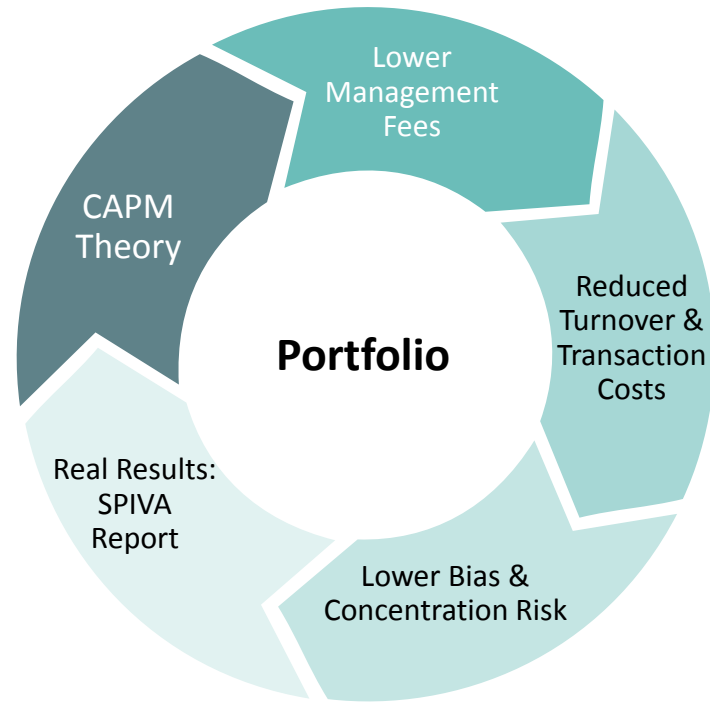 Lower
Management
Fees
CAPM
Theory
Reduced
Turnover &
Transaction
Costs
Portfolio
Real Results:
SPIVA
Report
Lower Bias &
Concentration Risk